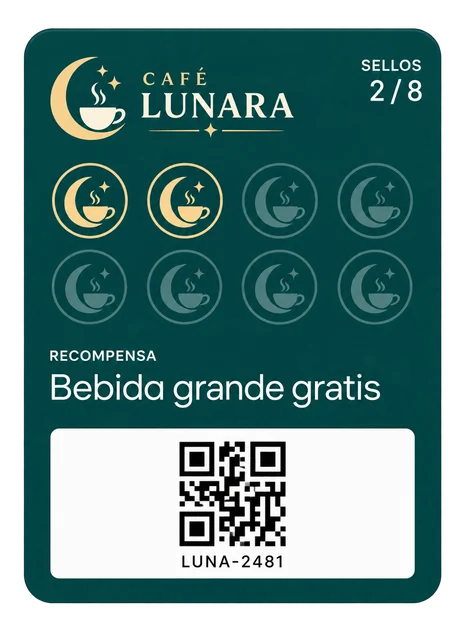 CAFÉ
LUNARA
SELLOS
2/8
RECOMPENSA
Bebida grande gratis
LUNA-2481